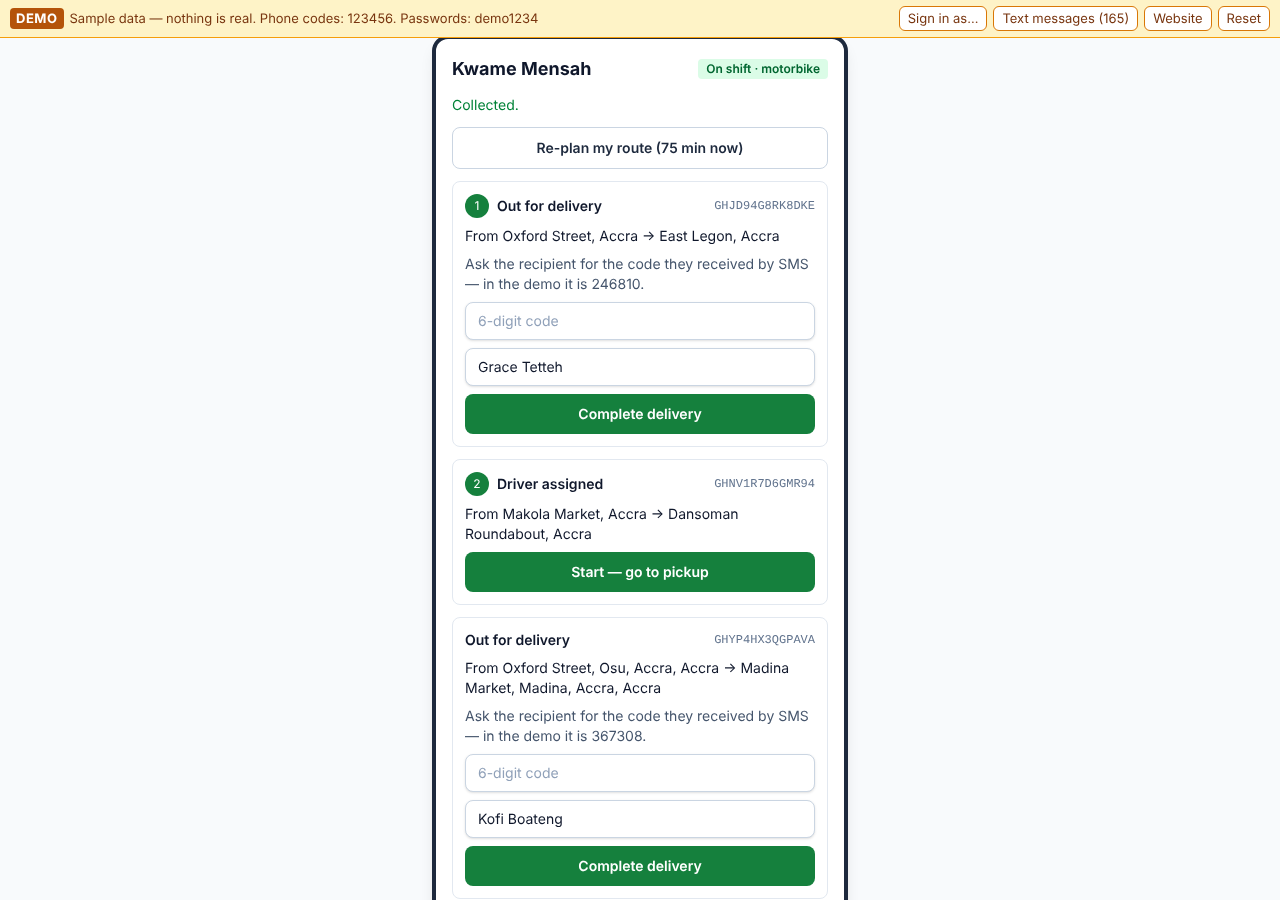 DEMO Sample data — nothing is real. Phone codes: 123456. Passwords: demo1234
Sign in as... Text messages (165) Website Reset
Kwame Mensah On shift · motorbike
Collected.
Re-plan my route (75 min now)
1 Out for delivery GHJD94G8RK8DKE
From Oxford Street, Accra → East Legon, Accra
Ask the recipient for the code they received by SMS
— in the demo it is 246810.
6-digit code
Grace Tetteh
Complete delivery
2 Driver assigned GHNV1R7D6GMR94
From Makola Market, Accra → Dansoman
Roundabout, Accra
Start — go to pickup
Out for delivery GHYP4HX3QGPAVA
From Oxford Street, Osu, Accra, Accra → Madina
Market, Madina, Accra, Accra
Ask the recipient for the code they received by SMS
— in the demo it is 367308.
6-digit code
Kofi Boateng
Complete delivery